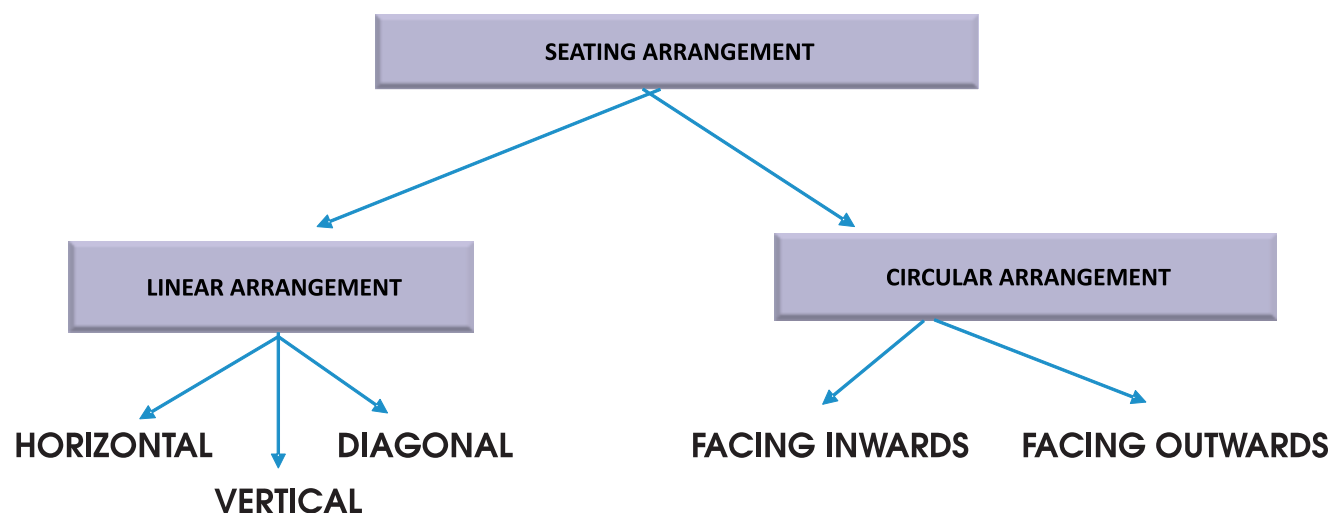 SEATING ARRANGEMENT
LINEAR ARRANGEMENT
CIRCULAR ARRANGEMENT
HORIZONTAL
DIAGONAL
FACING INWARDS
FACING OUTWARDS
VERTICAL